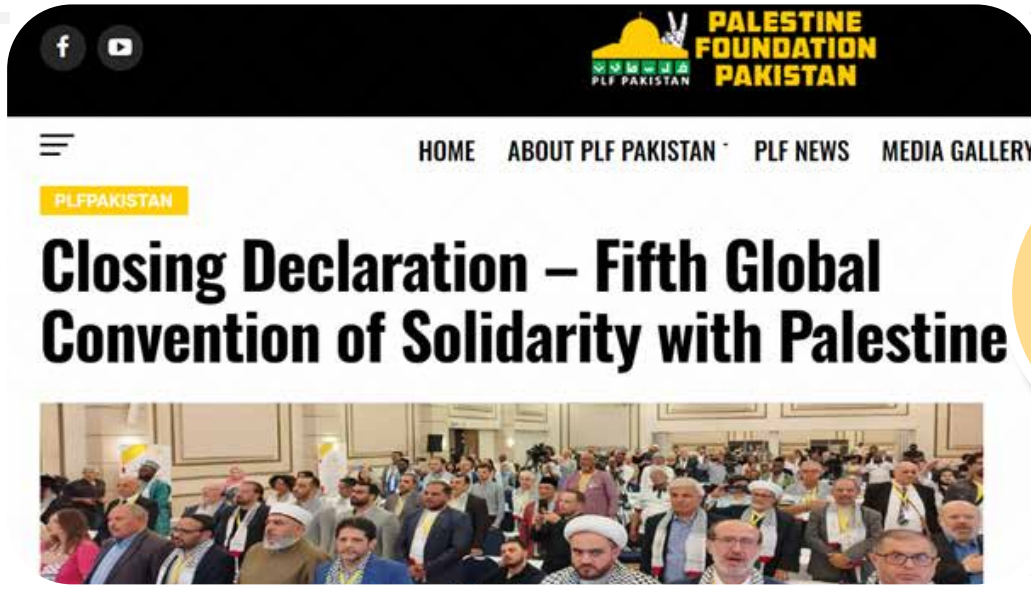 f
PALESTINE
FOUNDATION
PAKISTAN
PLF PAKISTAN
HOME ABOUT PLF PAKISTAN PLF NEWS MEDIA GALLERY
PLFPAKISTAN
Closing Declaration – Fifth Global
Convention of Solidarity with Palestine